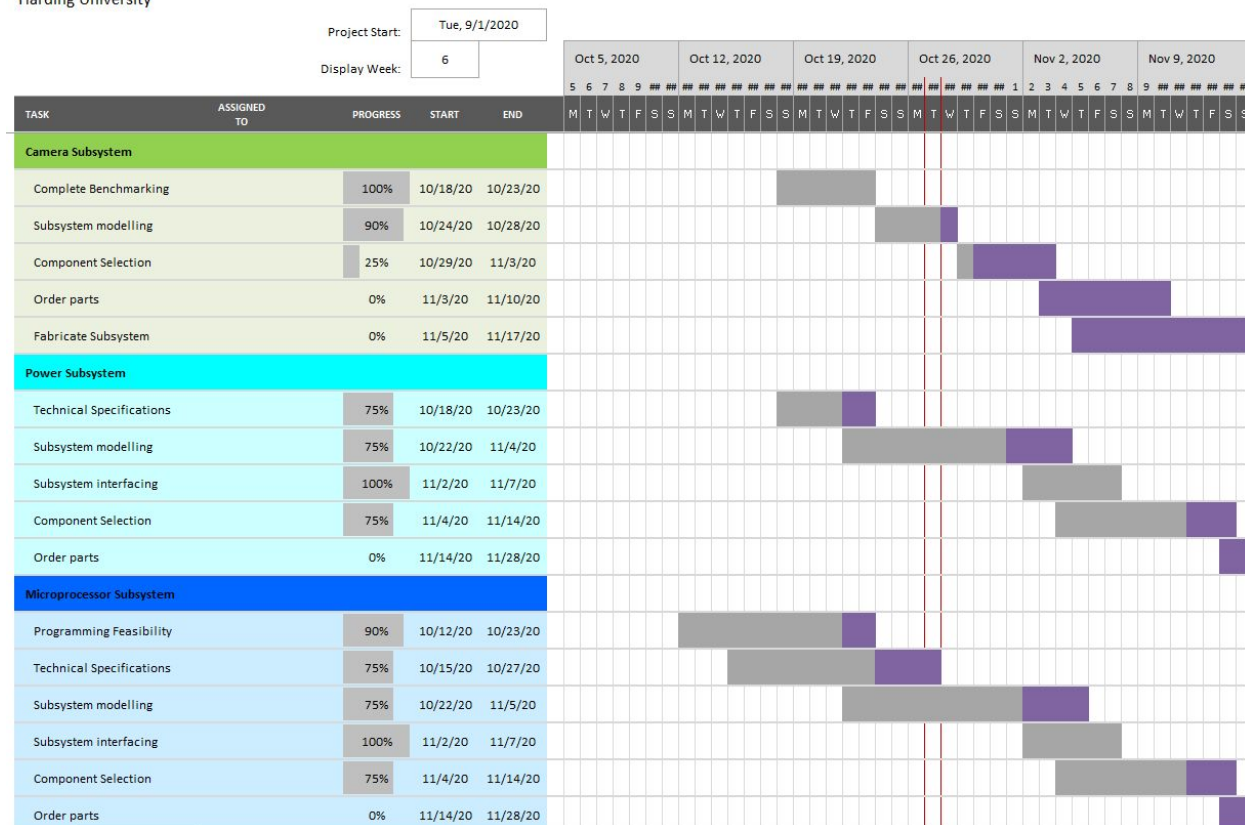 Harding University
Project Start: Tue, 9/1/2020
Display Week: 6
Oct 5, 2020 Oct 12, 2020 Oct 19, 2020 Oct 26, 2020 Nov 2, 2020 Nov 9, 2020
5 6 7 8 9 ## ## ## ## ## ## ## ## ## ## ## ## ## ## ## ## ## ## ## ## ## ## 1 2 3 4 5 6 7 8 9 ## ## ## ## ##
TASK ASSIGNED TO PROGRESS START END M T W T F S S M T W T F S S M T W T F S S M T W T F S S M T W T F S S M T W T F S S
Camera Subsystem
Complete Benchmarking 100% 10/18/20 10/23/20
Subsystem modelling 90% 10/24/20 10/28/20
Component Selection 25% 10/29/20 11/3/20
Order parts 0% 11/3/20 11/10/20
Fabricate Subsystem 0% 11/5/20 11/17/20
Power Subsystem
Technical Specifications 75% 10/18/20 10/23/20
Subsystem modelling 75% 10/22/20 11/4/20
Subsystem interfacing 100% 11/2/20 11/7/20
Component Selection 75% 11/4/20 11/14/20
Order parts 0% 11/14/20 11/28/20
Microprocessor Subsystem
Programming Feasibility 90% 10/12/20 10/23/20
Technical Specifications 75% 10/15/20 10/27/20
Subsystem modelling 75% 10/22/20 11/5/20
Subsystem interfacing 100% 11/2/20 11/7/20
Component Selection 75% 11/4/20 11/14/20
Order parts 0% 11/14/20 11/28/20